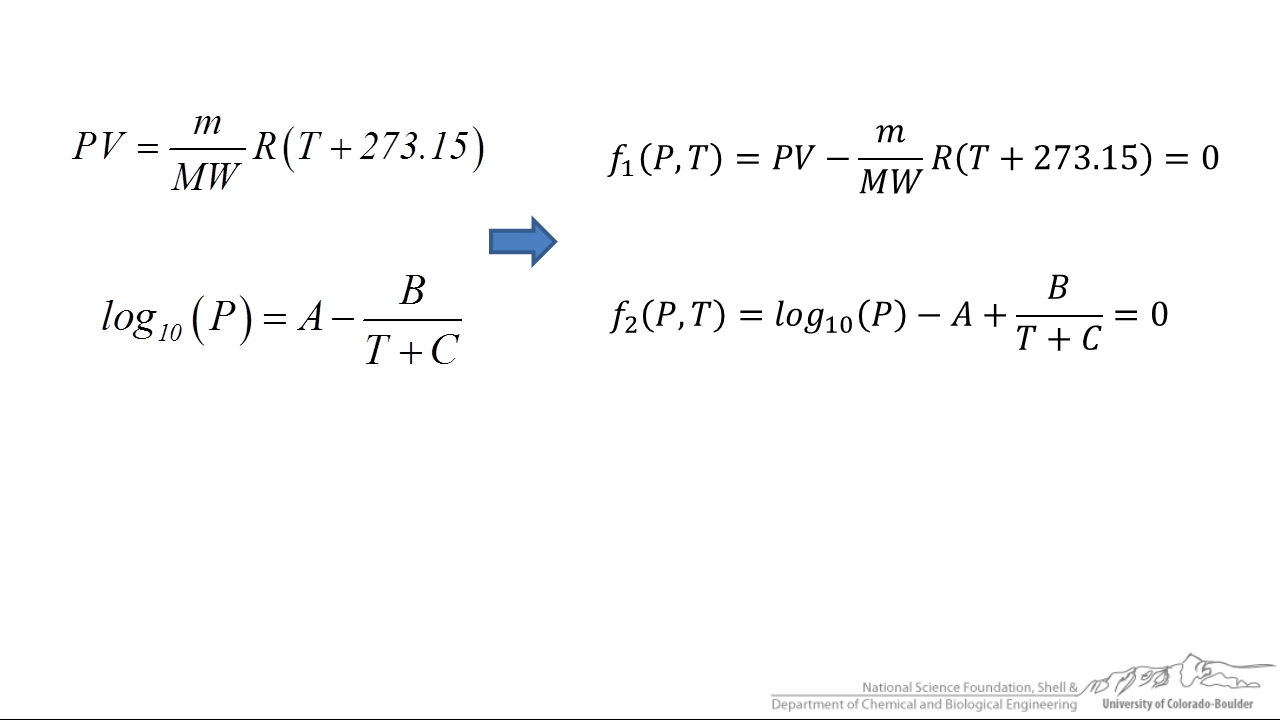 PV = m/MW R(T + 273.15)
f₁(P, T) = PV − m/MW R(T + 273.15) = 0
log₁₀(P) = A − B/(T + C)
f₂(P, T) = log₁₀(P) − A + B/(T + C) = 0
National Science Foundation, Shell &
Department of Chemical and Biological Engineering
University of Colorado-Boulder